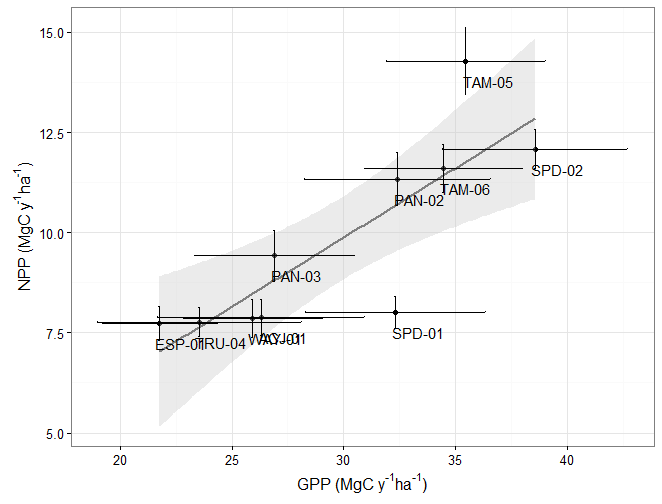 15.0
12.5
10.0
7.5
5.0
NPP (MgC y⁻¹ha⁻¹)
TAM-05
SPD-02
TAM-06
PAN-02
PAN-03
SPD-01
ESP-01
TRU-04
WAY-01
ACJ-01
20
25
30
35
40
GPP (MgC y⁻¹ha⁻¹)